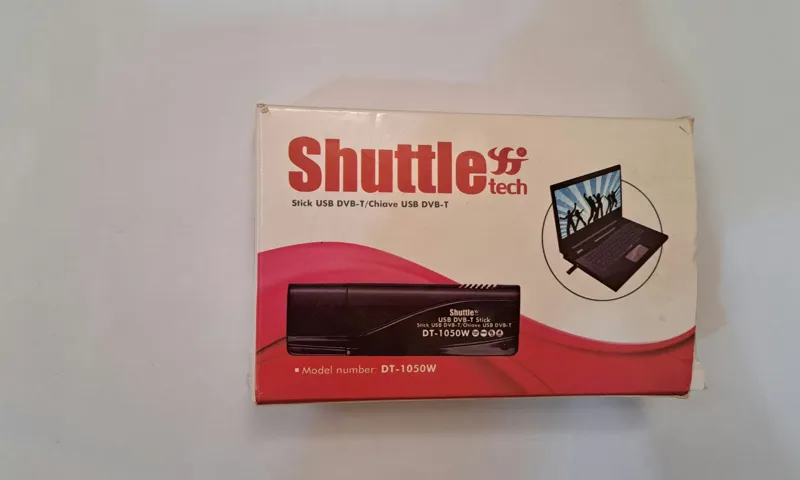 Shuttle
tech
Stick USB DVB-T/Chiave USB DVB-T
Shuttle
USB DVB-T Stick
Stick USB DVB-T/Chiave USB DVB-T
DT-1050W
▪ Model number: DT-1050W